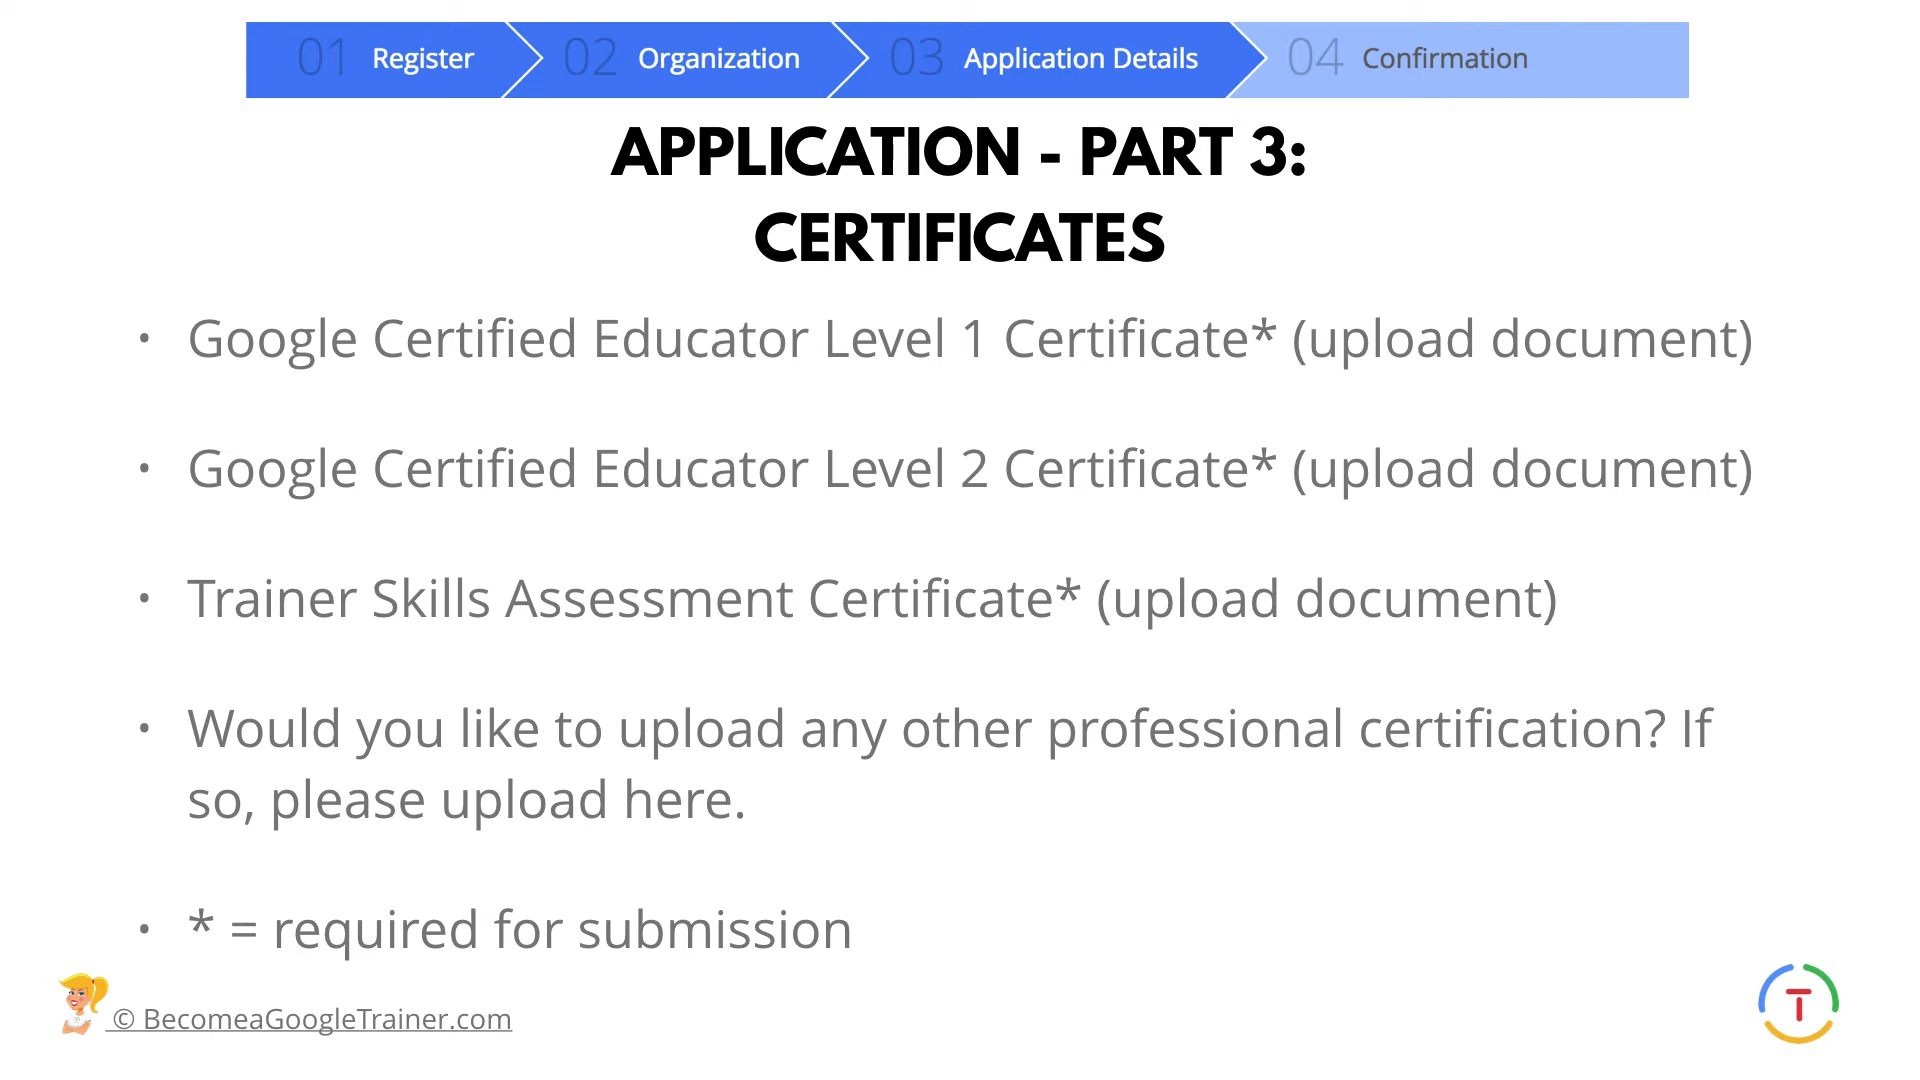 01 Register 02 Organization 03 Application Details 04 Confirmation
APPLICATION - PART 3:
CERTIFICATES
• Google Certified Educator Level 1 Certificate* (upload document)
• Google Certified Educator Level 2 Certificate* (upload document)
• Trainer Skills Assessment Certificate* (upload document)
• Would you like to upload any other professional certification? If
so, please upload here.
• * = required for submission
© BecomeaGoogleTrainer.com
T